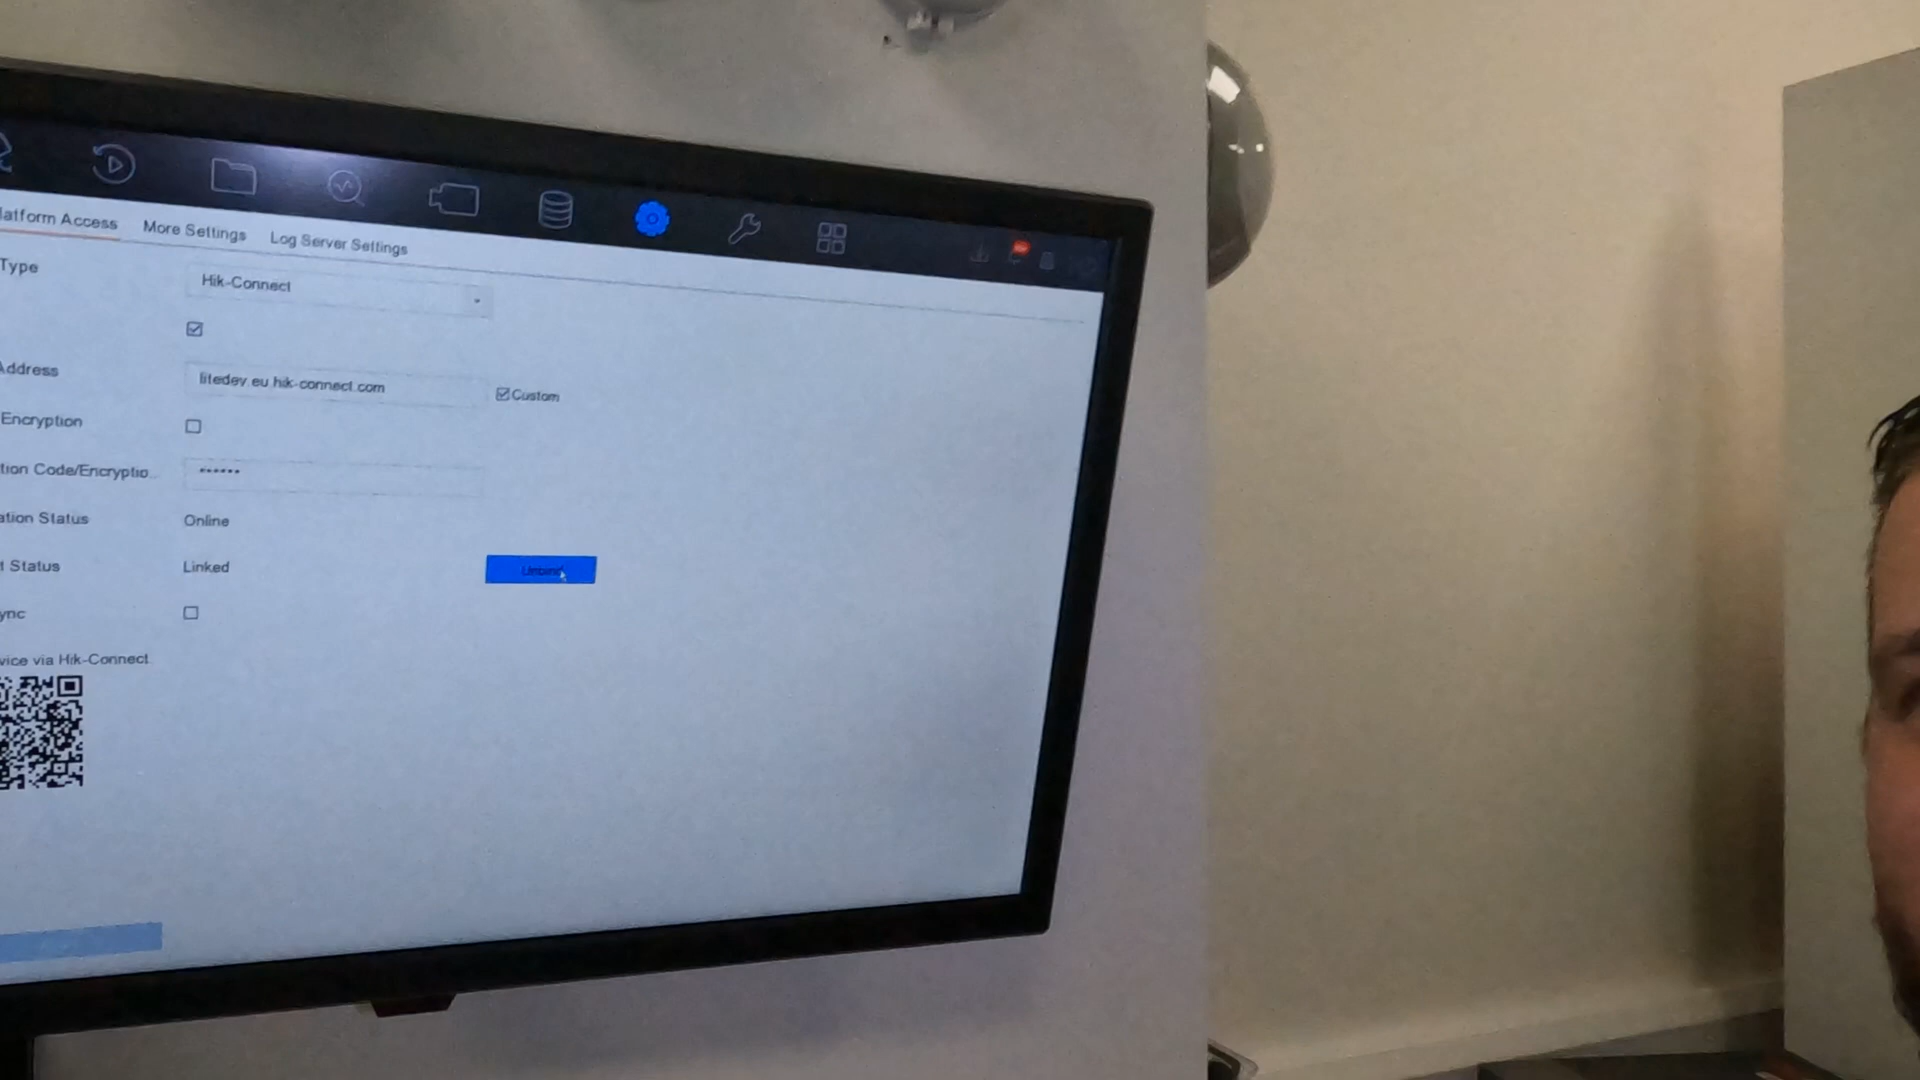 latform Access More Settings Log Server Settings
Type Hik-Connect
Address litedev.eu.hik-connect.com Custom
Encryption
tion Code/Encryptio... ••••••
ation Status Online
t Status Linked Unbind
ync
vice via Hik-Connect